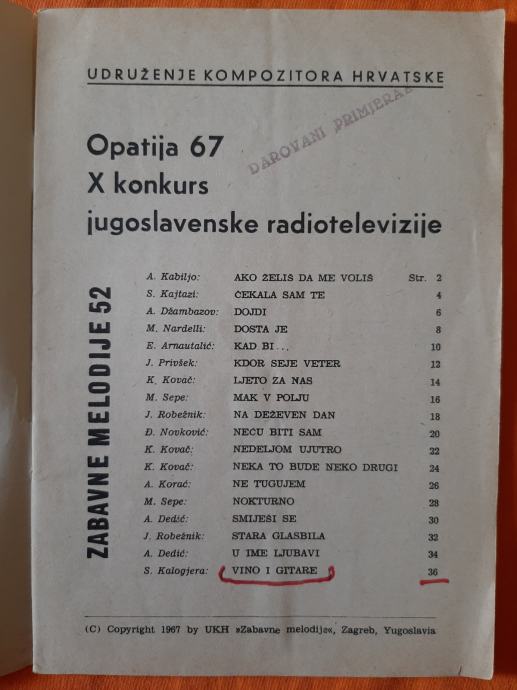 UDRUŽENJE KOMPOZITORA HRVATSKE
DAROVANI PRIMJERAK
Opatija 67
X konkurs
jugoslavenske radiotelevizije
ZABAVNE MELODIJE 52
A. Kabiljo: AKO ŽELIŠ DA ME VOLIŠ Str. 2
S. Kajtazi: ČEKALA SAM TE 4
A. Džambazov: DOJDI 6
M. Nardelli: DOSTA JE 8
E. Arnautalić: KAD BI... 10
J. Privšek: KDOR SEJE VETER 12
K. Kovač: LJETO ZA NAS 14
M. Sepe: MAK V POLJU 16
J. Robežnik: NA DEŽEVEN DAN 18
Đ. Novković: NEĆU BITI SAM 20
K. Kovač: NEDELJOM UJUTRO 22
K. Kovač: NEKA TO BUDE NEKO DRUGI 24
A. Korać: NE TUGUJEM 26
M. Sepe: NOKTURNO 28
A. Dedić: SMIJEŠI SE 30
J. Robežnik: STARA GLASBILA 32
A. Dedić: U IME LJUBAVI 34
S. Kalogjera: VINO I GITARE 36
(C) Copyright 1967 by UKH »Zabavne melodije«, Zagreb, Yugoslavia